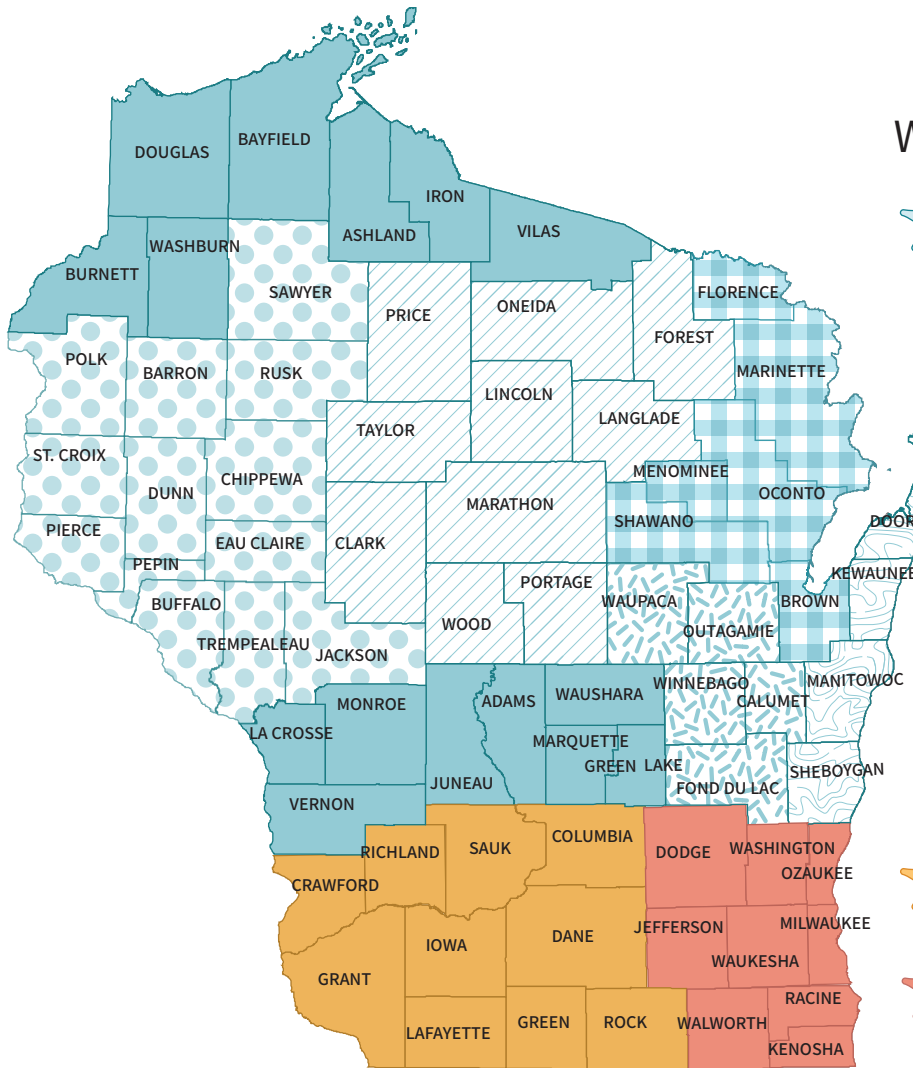 W
DOUGLAS
BAYFIELD
IRON
ASHLAND
VILAS
WASHBURN
BURNETT
SAWYER
FLORENCE
PRICE
ONEIDA
FOREST
POLK
BARRON
RUSK
MARINETTE
LINCOLN
LANGLADE
TAYLOR
ST. CROIX
MENOMINEE
CHIPPEWA
DUNN
OCONTO
MARATHON
SHAWANO
DOOR
PIERCE
EAU CLAIRE
CLARK
PEPIN
KEWAUNEE
PORTAGE
WAUPACA
BROWN
BUFFALO
WOOD
OUTAGAMIE
TREMPEALEAU
JACKSON
WINNEBAGO
MANITOWOC
MONROE
ADAMS
WAUSHARA
CALUMET
LA CROSSE
MARQUETTE
GREEN LAKE
SHEBOYGAN
JUNEAU
FOND DU LAC
VERNON
COLUMBIA
RICHLAND
SAUK
DODGE
WASHINGTON
OZAUKEE
CRAWFORD
JEFFERSON
MILWAUKEE
IOWA
DANE
WAUKESHA
GRANT
RACINE
LAFAYETTE
GREEN
ROCK
WALWORTH
KENOSHA